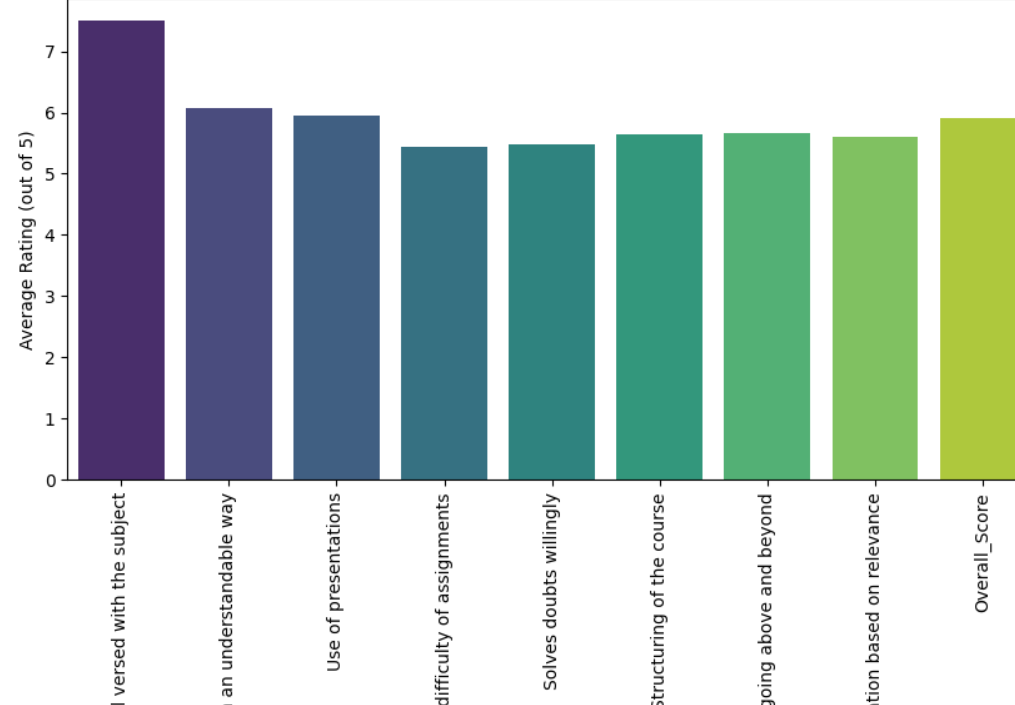 Average Rating (out of 5)
7
6
5
4
3
2
1
0
versed with the subject
an understandable way
Use of presentations
difficulty of assignments
Solves doubts willingly
Structuring of the course
going above and beyond
based on relevance
Overall_Score